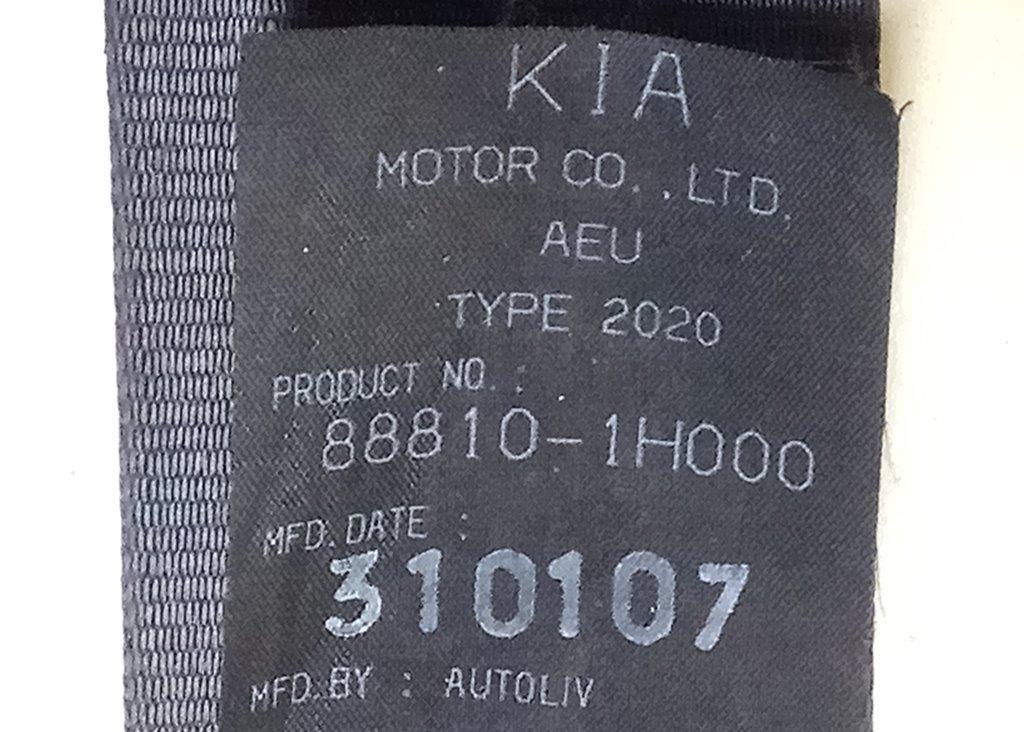 KIA
MOTOR CO.,LTD.
AEU
TYPE 2020
PRODUCT NO. :
88810-1H000
MFD.DATE :
310107
MFD.BY : AUTOLIV